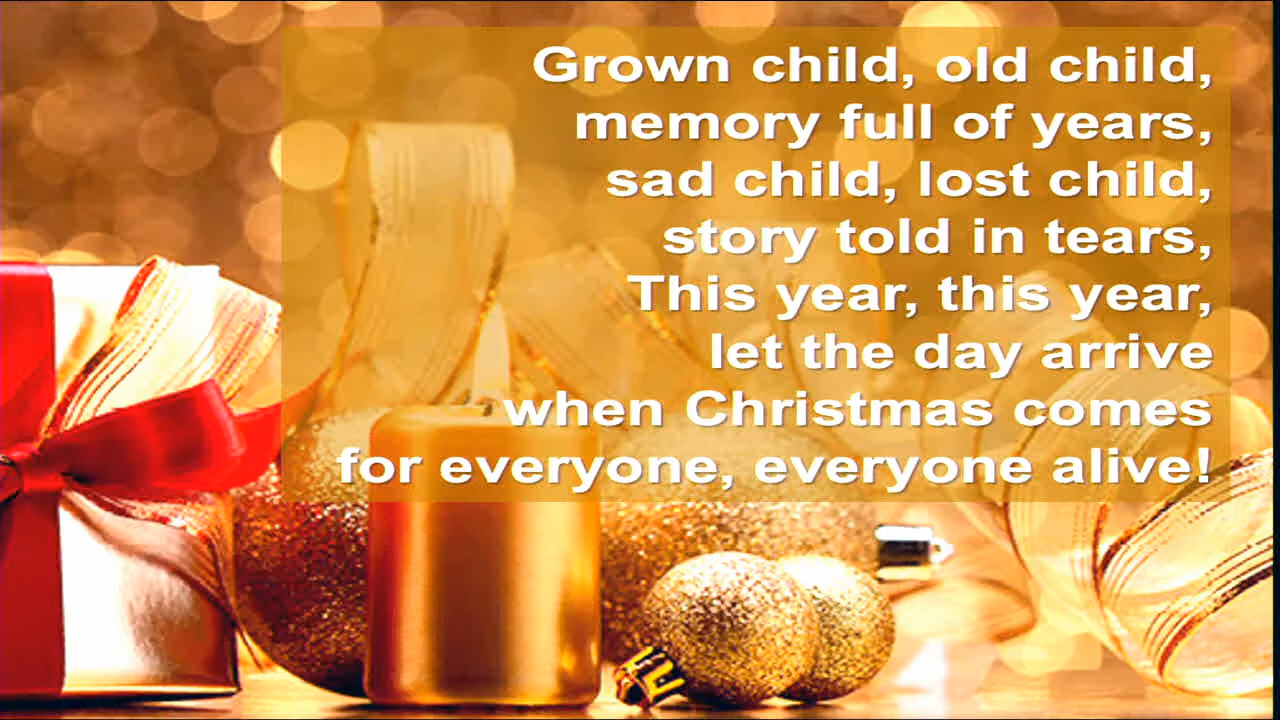 Grown child, old child,
memory full of years,
sad child, lost child,
story told in tears,
This year, this year,
let the day arrive
when Christmas comes
for everyone, everyone alive!